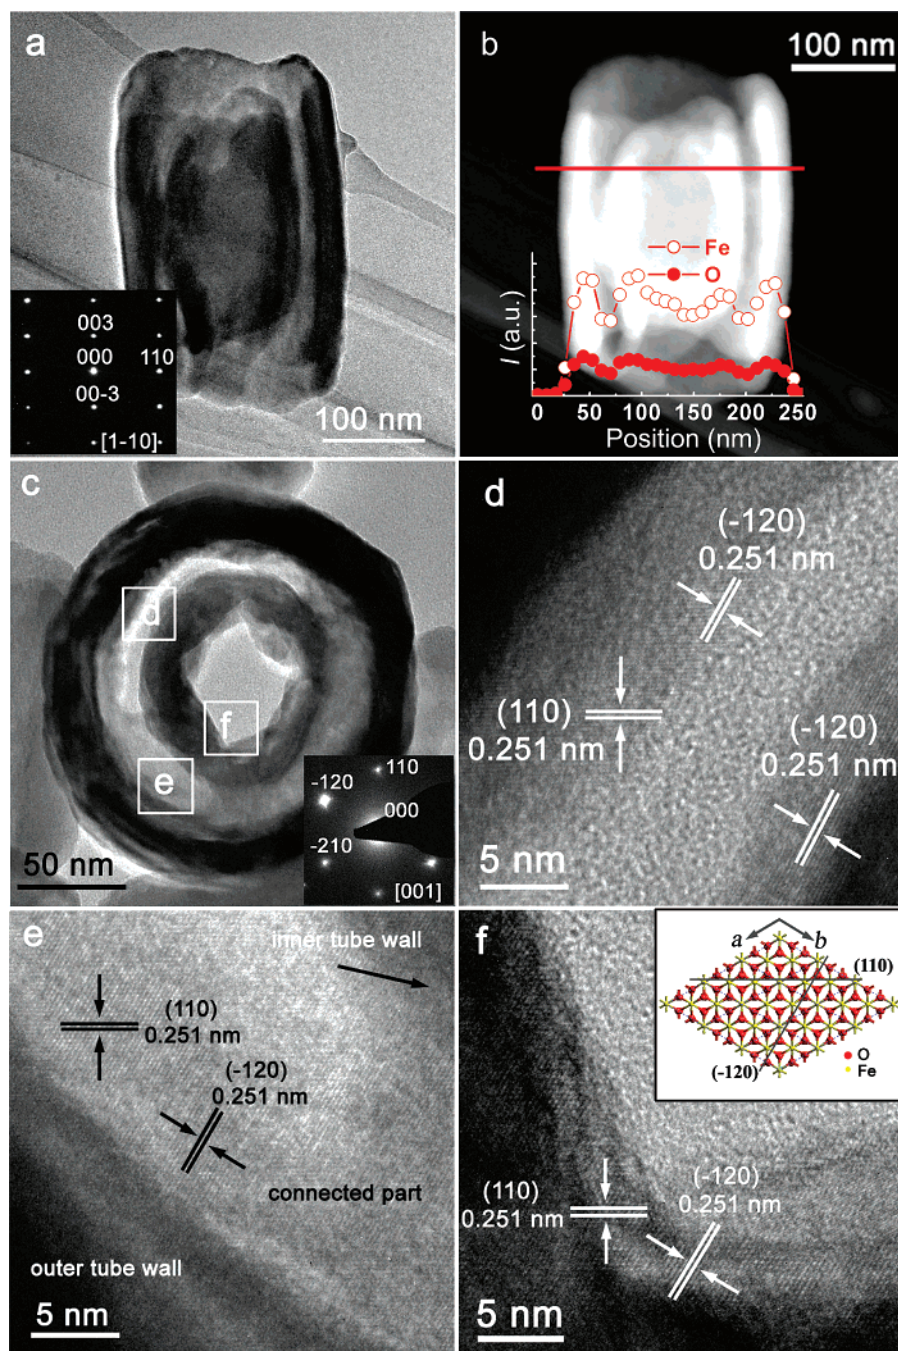 a
003
000
110
00-3
[1-10]
100 nm
b
100 nm
Fe
O
I (a.u.)
0 50 100 150 200 250
Position (nm)
c
d
f
e
110
-120
000
-210
[001]
50 nm
d
(-120)
0.251 nm
(110)
0.251 nm
(-120)
0.251 nm
5 nm
e
inner tube wall
(110)
0.251 nm
(-120)
0.251 nm
connected part
outer tube wall
5 nm
f
a b
(110)
(-120)
O
Fe
(110)
0.251 nm
(-120)
0.251 nm
5 nm